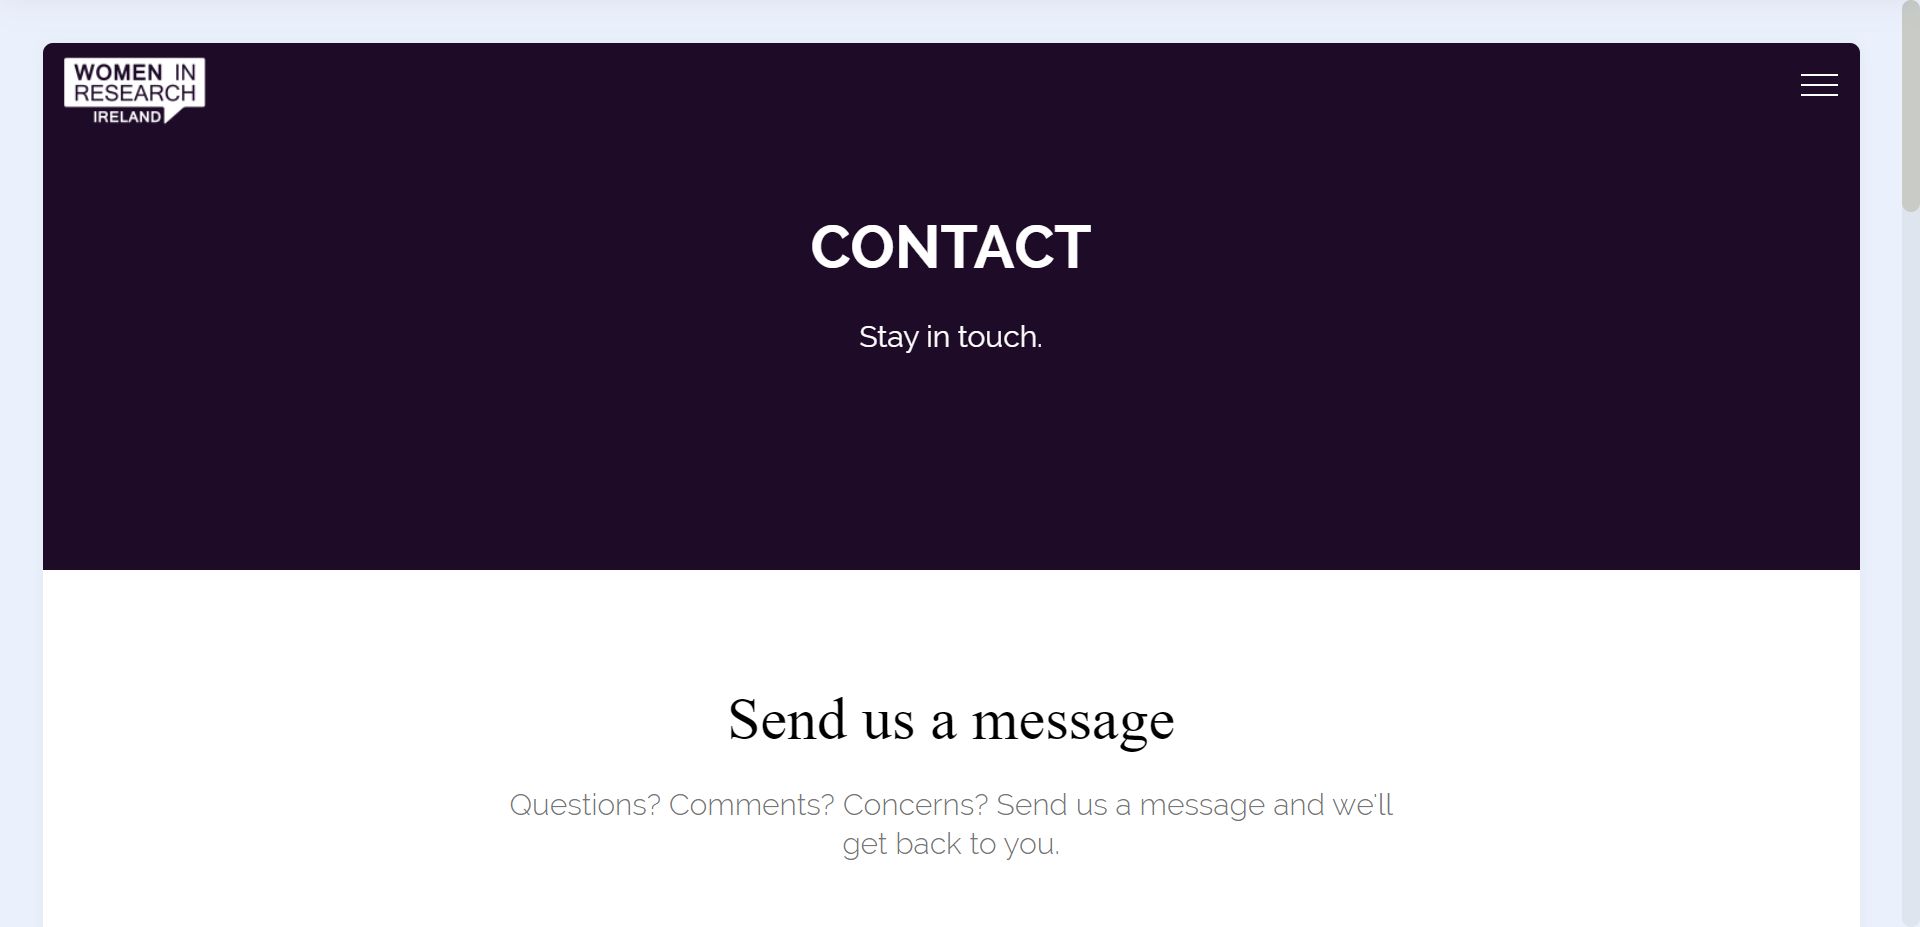 WOMEN IN
RESEARCH
IRELAND
CONTACT
Stay in touch.
Send us a message
Questions? Comments? Concerns? Send us a message and we'll
get back to you.